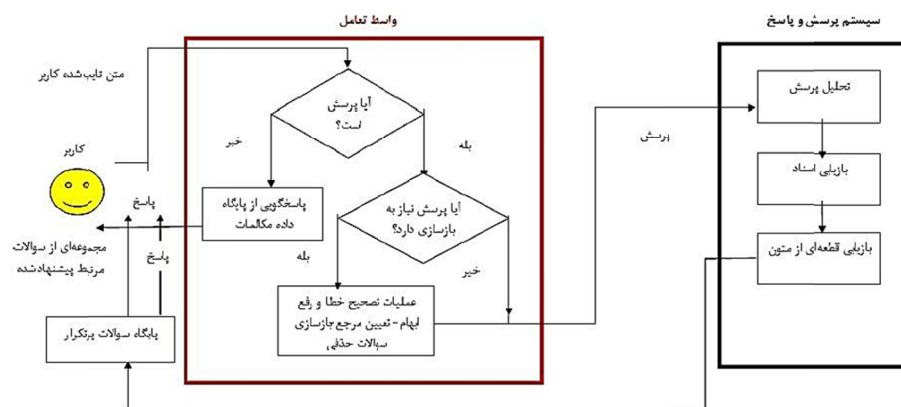 سیستم پرسش و پاسخ
واسط تعامل
متن تایپ‌شده کاربر
تحلیل پرسش
آیا پرسش
است؟
پرسش
بله
خیر
کاربر
بازیابی اسناد
پاسخگویی از پایگاه
داده مکالمات
آیا پرسش نیاز به
بازسازی دارد؟
پاسخ
بازیابی قطعه‌ای از متون
مجموعه‌ای از سوالات
مرتبط پیشنهادشده
پاسخ
بله
خیر
عملیات تصحیح خطا و رفع
ابهام - تعیین مرجع بازسازی
سوالات حذفی
پایگاه سوالات پرتکرار